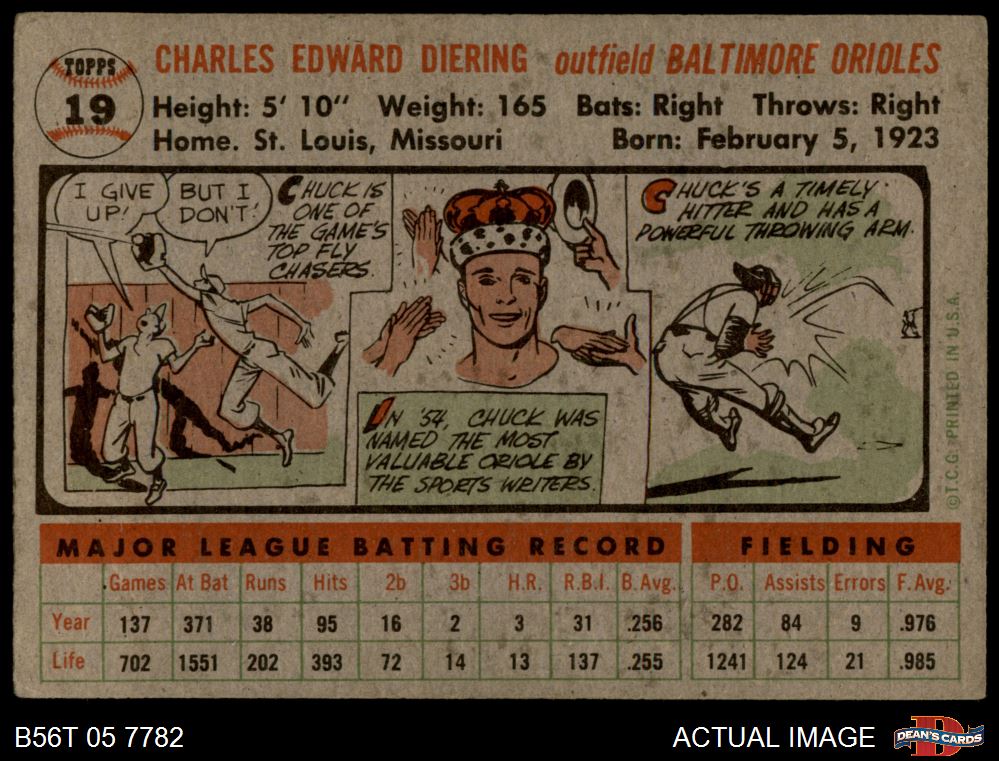 TOPPS
19
CHARLES EDWARD DIERING outfield BALTIMORE ORIOLES
Height: 5' 10" Weight: 165 Bats: Right Throws: Right
Home. St. Louis, Missouri Born: February 5, 1923
I GIVE
UP!
BUT I
DON'T!
CHUCK IS
ONE OF
THE GAME'S
TOP FLY
CHASERS.
IN '54, CHUCK WAS
NAMED THE MOST
VALUABLE ORIOLE BY
THE SPORTS WRITERS.
CHUCK'S A TIMELY
HITTER AND HAS A
POWERFUL THROWING ARM.
©T.C.G. PRINTED IN U.S.A.
MAJOR LEAGUE BATTING RECORD FIELDING
Games At Bat Runs Hits 2b 3b H.R. R.B.I. B. Avg. P.O. Assists Errors F. Avg.
Year 137 371 38 95 16 2 3 31 .256 282 84 9 .976
Life 702 1551 202 393 72 14 13 137 .255 1241 124 21 .985
B56T 05 7782 ACTUAL IMAGE
DEAN'S CARDS